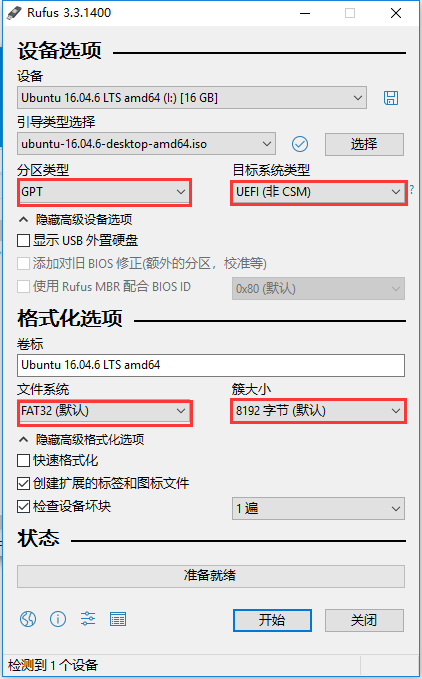 Rufus 3.3.1400
设备选项
设备
Ubuntu 16.04.6 LTS amd64 (I:) [16 GB]
引导类型选择
ubuntu-16.04.6-desktop-amd64.iso
选择
分区类型
目标系统类型
GPT
UEFI (非 CSM)
?
隐藏高级设备选项
显示 USB 外置硬盘
添加对旧 BIOS 修正(额外的分区，校准等)
使用 Rufus MBR 配合 BIOS ID
0x80 (默认)
格式化选项
卷标
Ubuntu 16.04.6 LTS amd64
文件系统
簇大小
FAT32 (默认)
8192 字节 (默认)
隐藏高级格式化选项
快速格式化
创建扩展的标签和图标文件
检查设备坏块
1 遍
状态
准备就绪
开始
关闭
检测到 1 个设备